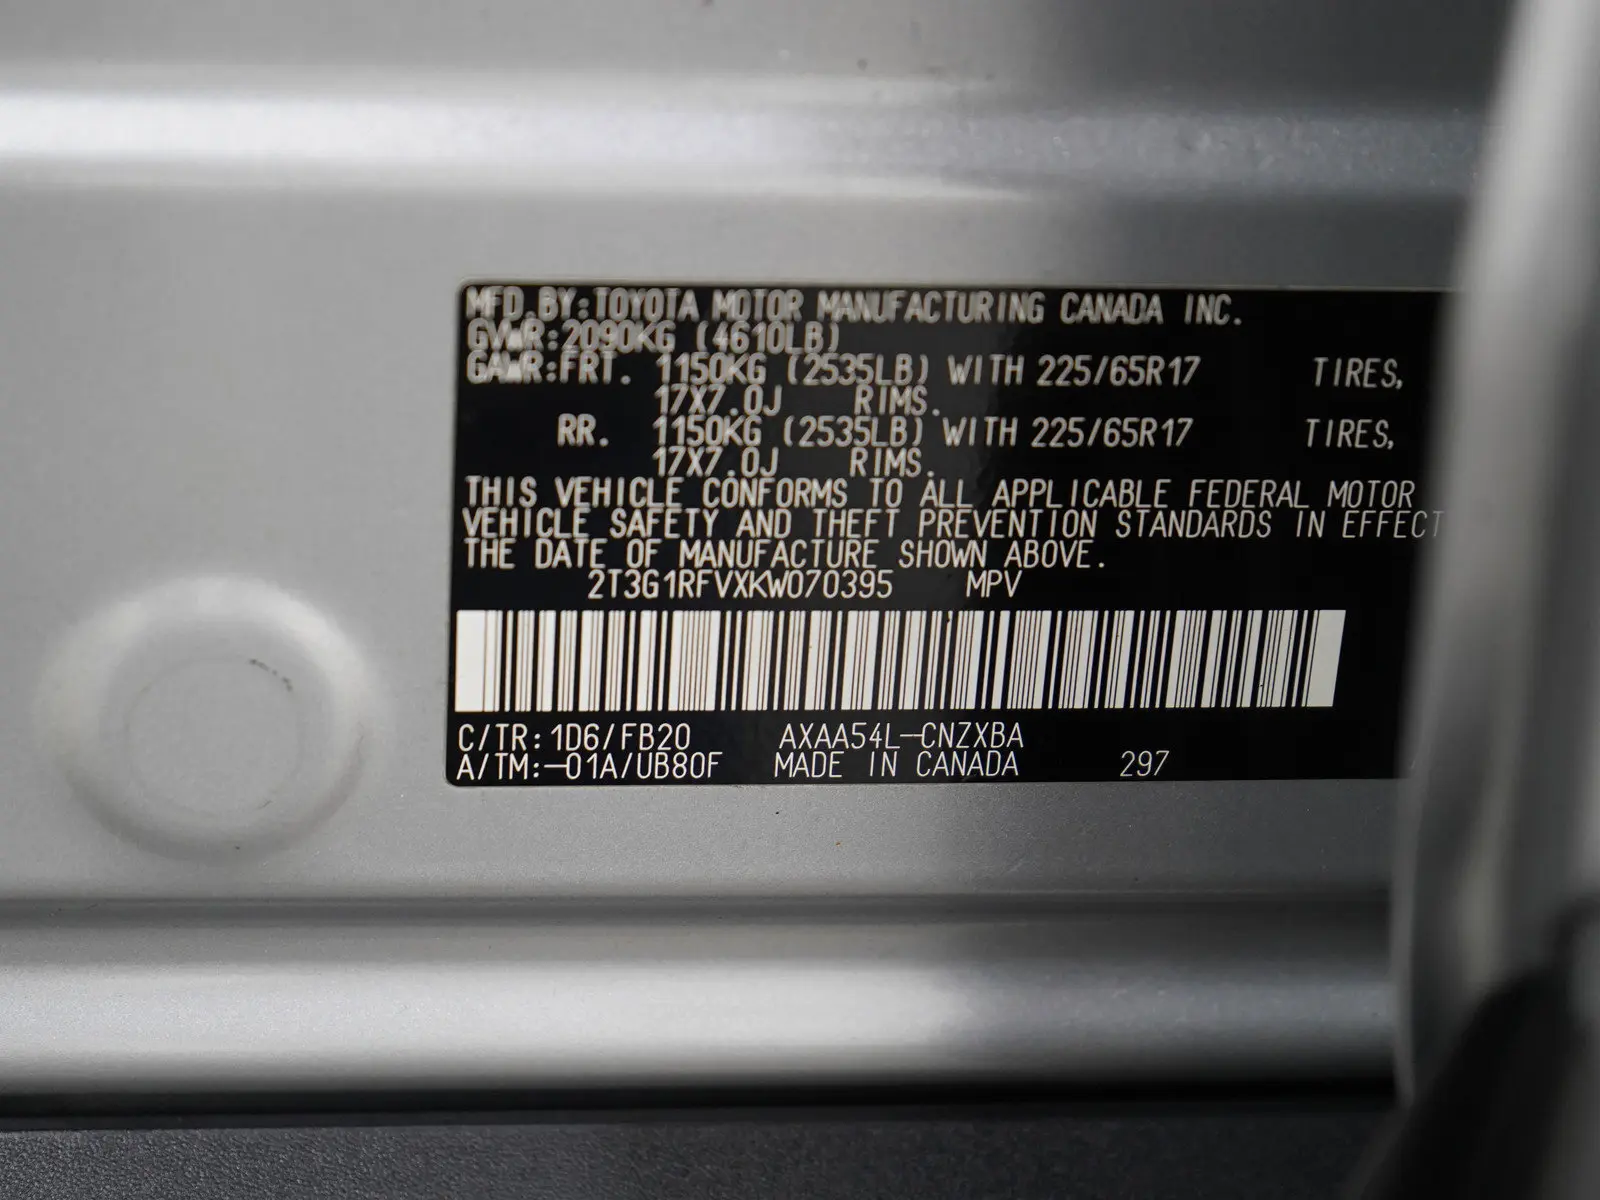 MFD.BY:TOYOTA MOTOR MANUFACTURING CANADA INC.
GVWR:2090KG (4610LB)
GAWR:FRT. 1150KG (2535LB) WITH 225/65R17 TIRES,
17X7.0J RIMS.
RR. 1150KG (2535LB) WITH 225/65R17 TIRES,
17X7.0J RIMS.
THIS VEHICLE CONFORMS TO ALL APPLICABLE FEDERAL MOTOR
VEHICLE SAFETY AND THEFT PREVENTION STANDARDS IN EFFECT
THE DATE OF MANUFACTURE SHOWN ABOVE.
2T3G1RFVXKW070395 MPV
C/TR:1D6/FB20 AXAA54L-CNZXBA
A/TM:-01A/UB80F MADE IN CANADA 297